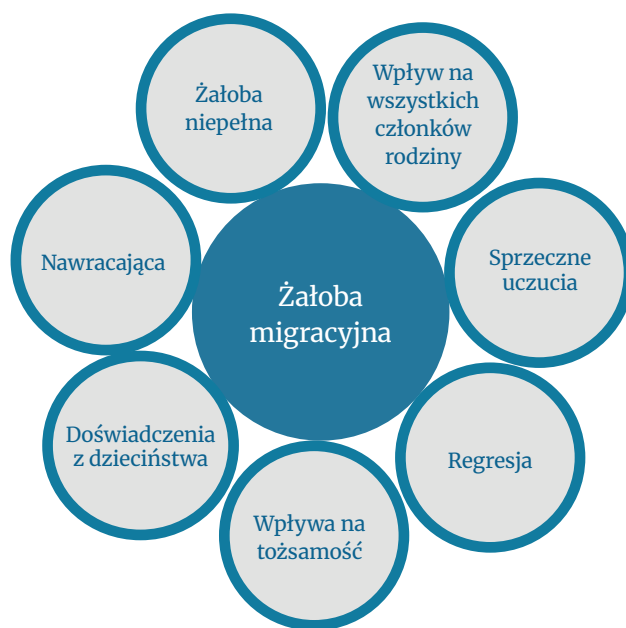 Żałoba
niepełna
Wpływ na
wszystkich
członków
rodziny
Nawracająca
Żałoba
migracyjna
Sprzeczne
uczucia
Doświadczenia
z dzieciństwa
Regresja
Wpływa na
tożsamość